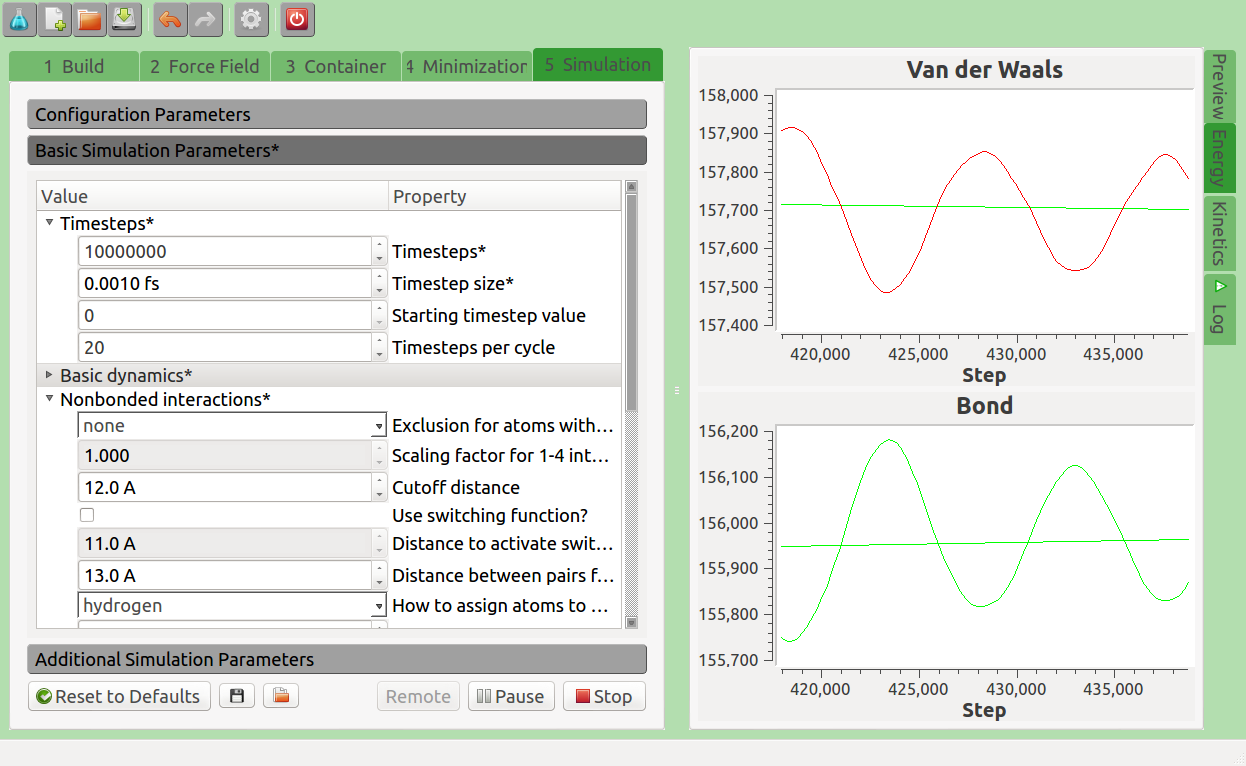 1 Build
2 Force Field
3 Container
4 Minimization
5 Simulation
Configuration Parameters
Basic Simulation Parameters*
Value Property
Timesteps*
10000000 Timesteps*
0.0010 fs Timestep size*
0 Starting timestep value
20 Timesteps per cycle
Basic dynamics*
Nonbonded interactions*
none Exclusion for atoms with...
1.000 Scaling factor for 1-4 int...
12.0 A Cutoff distance
Use switching function?
11.0 A Distance to activate swit...
13.0 A Distance between pairs f...
hydrogen How to assign atoms to ...
Additional Simulation Parameters
Reset to Defaults
Remote
Pause
Stop
Van der Waals
158,000
157,900
157,800
157,700
157,600
157,500
157,400
420,000 425,000 430,000 435,000
Step
Bond
156,200
156,100
156,000
155,900
155,800
155,700
420,000 425,000 430,000 435,000
Step
Preview
Energy
Kinetics
Log